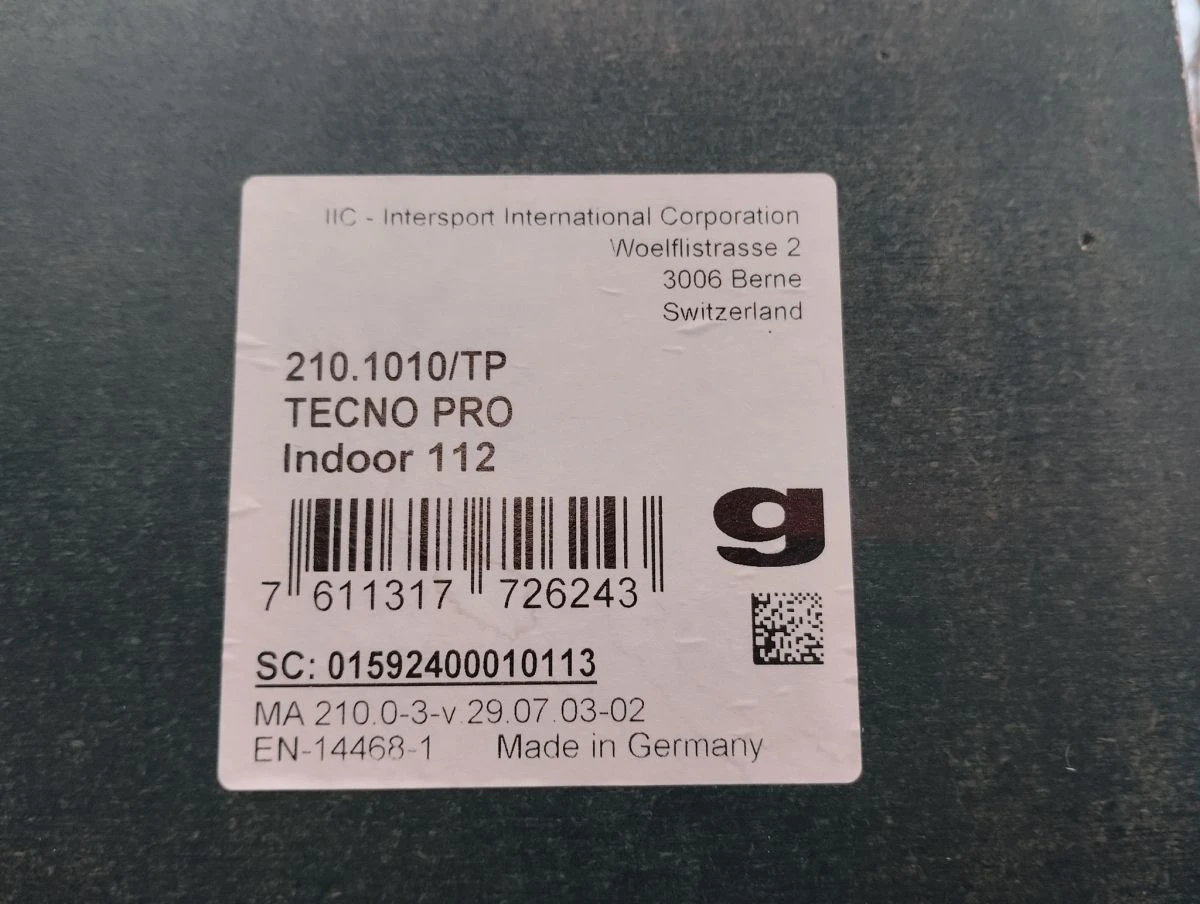 IIC - Intersport International Corporation
Woelflistrasse 2
3006 Berne
Switzerland
210.1010/TP
TECNO PRO
Indoor 112
7 611317 726243
g
SC: 01592400010113
MA 210.0-3-v.29.07.03-02
EN-14468-1 Made in Germany